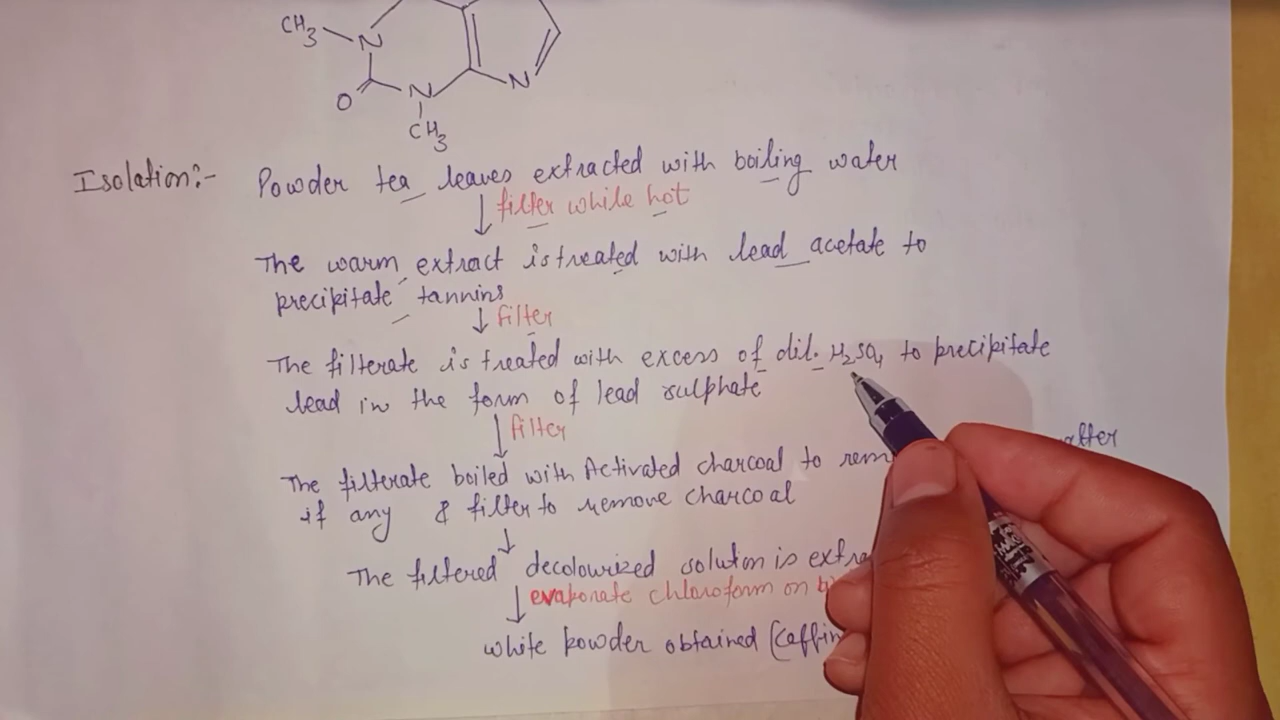 CH3
N
O
N
N
CH3
Isolation:- Powder tea leaves extracted with boiling water
filter while hot
The warm extract is treated with lead acetate to
precipitate tannins
filter
The filterate is treated with excess of dil. H2SO4 to precipitate
lead in the form of lead sulphate
filter
The filterate boiled with Activated charcoal to
if any & filter to remove charcoal
The filtered decolourized solution is
evaporate chloroform on
white powder obtained